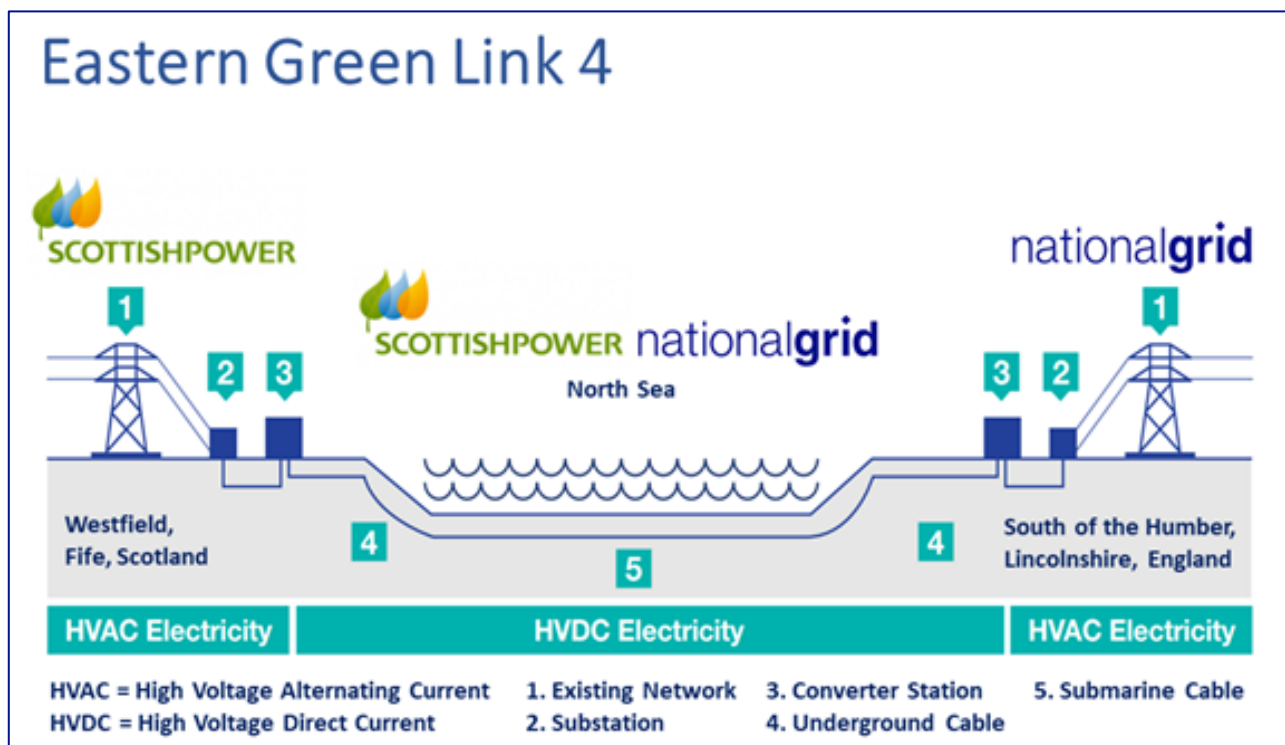 Eastern Green Link 4
SCOTTISHPOWER
nationalgrid
1
1
SCOTTISHPOWER nationalgrid
2
3
North Sea
3
2
Westfield,
Fife, Scotland
4
5
4
South of the Humber,
Lincolnshire, England
HVAC Electricity
HVDC Electricity
HVAC Electricity
HVAC = High Voltage Alternating Current
HVDC = High Voltage Direct Current
1. Existing Network
2. Substation
3. Converter Station
4. Underground Cable
5. Submarine Cable